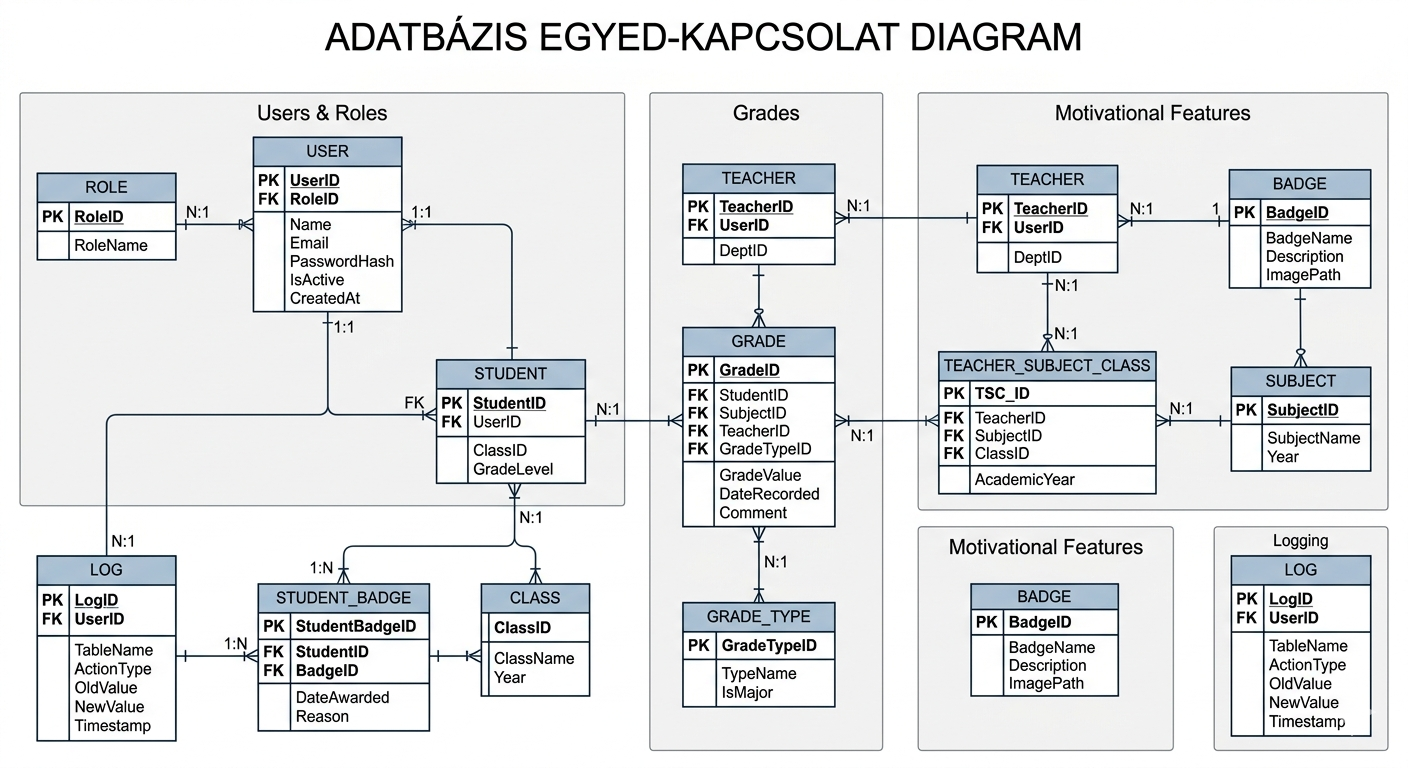 ADATBÁZIS EGYED-KAPCSOLAT DIAGRAM
Users & Roles
USER
PK UserID
FK RoleID
Name
Email
PasswordHash
IsActive
CreatedAt
ROLE
PK RoleID
RoleName
N:1
1:1
1:1
STUDENT
PK StudentID
FK UserID
ClassID
GradeLevel
FK
N:1
N:1
N:1
LOG
PK LogID
FK UserID
TableName
ActionType
OldValue
NewValue
Timestamp
1:N
1:N
STUDENT_BADGE
PK StudentBadgeID
FK StudentID
FK BadgeID
DateAwarded
Reason
CLASS
ClassID
ClassName
Year
Grades
TEACHER
PK TeacherID
FK UserID
DeptID
N:1
GRADE
PK GradeID
FK StudentID
FK SubjectID
FK TeacherID
FK GradeTypeID
GradeValue
DateRecorded
Comment
N:1
N:1
GRADE_TYPE
PK GradeTypeID
TypeName
IsMajor
Motivational Features
TEACHER
PK TeacherID
FK UserID
DeptID
N:1
1
BADGE
PK BadgeID
BadgeName
Description
ImagePath
N:1
N:1
TEACHER_SUBJECT_CLASS
PK TSC_ID
FK TeacherID
FK SubjectID
FK ClassID
AcademicYear
N:1
SUBJECT
PK SubjectID
SubjectName
Year
Motivational Features
BADGE
PK BadgeID
BadgeName
Description
ImagePath
Logging
LOG
PK LogID
FK UserID
TableName
ActionType
OldValue
NewValue
Timestamp